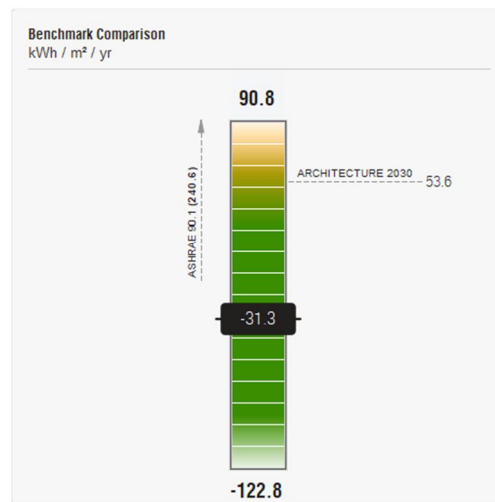 Benchmark Comparison
kWh / m² / yr
90.8
ASHRAE 90.1 (240.6)
ARCHITECTURE 2030
53.6
-31.3
-122.8